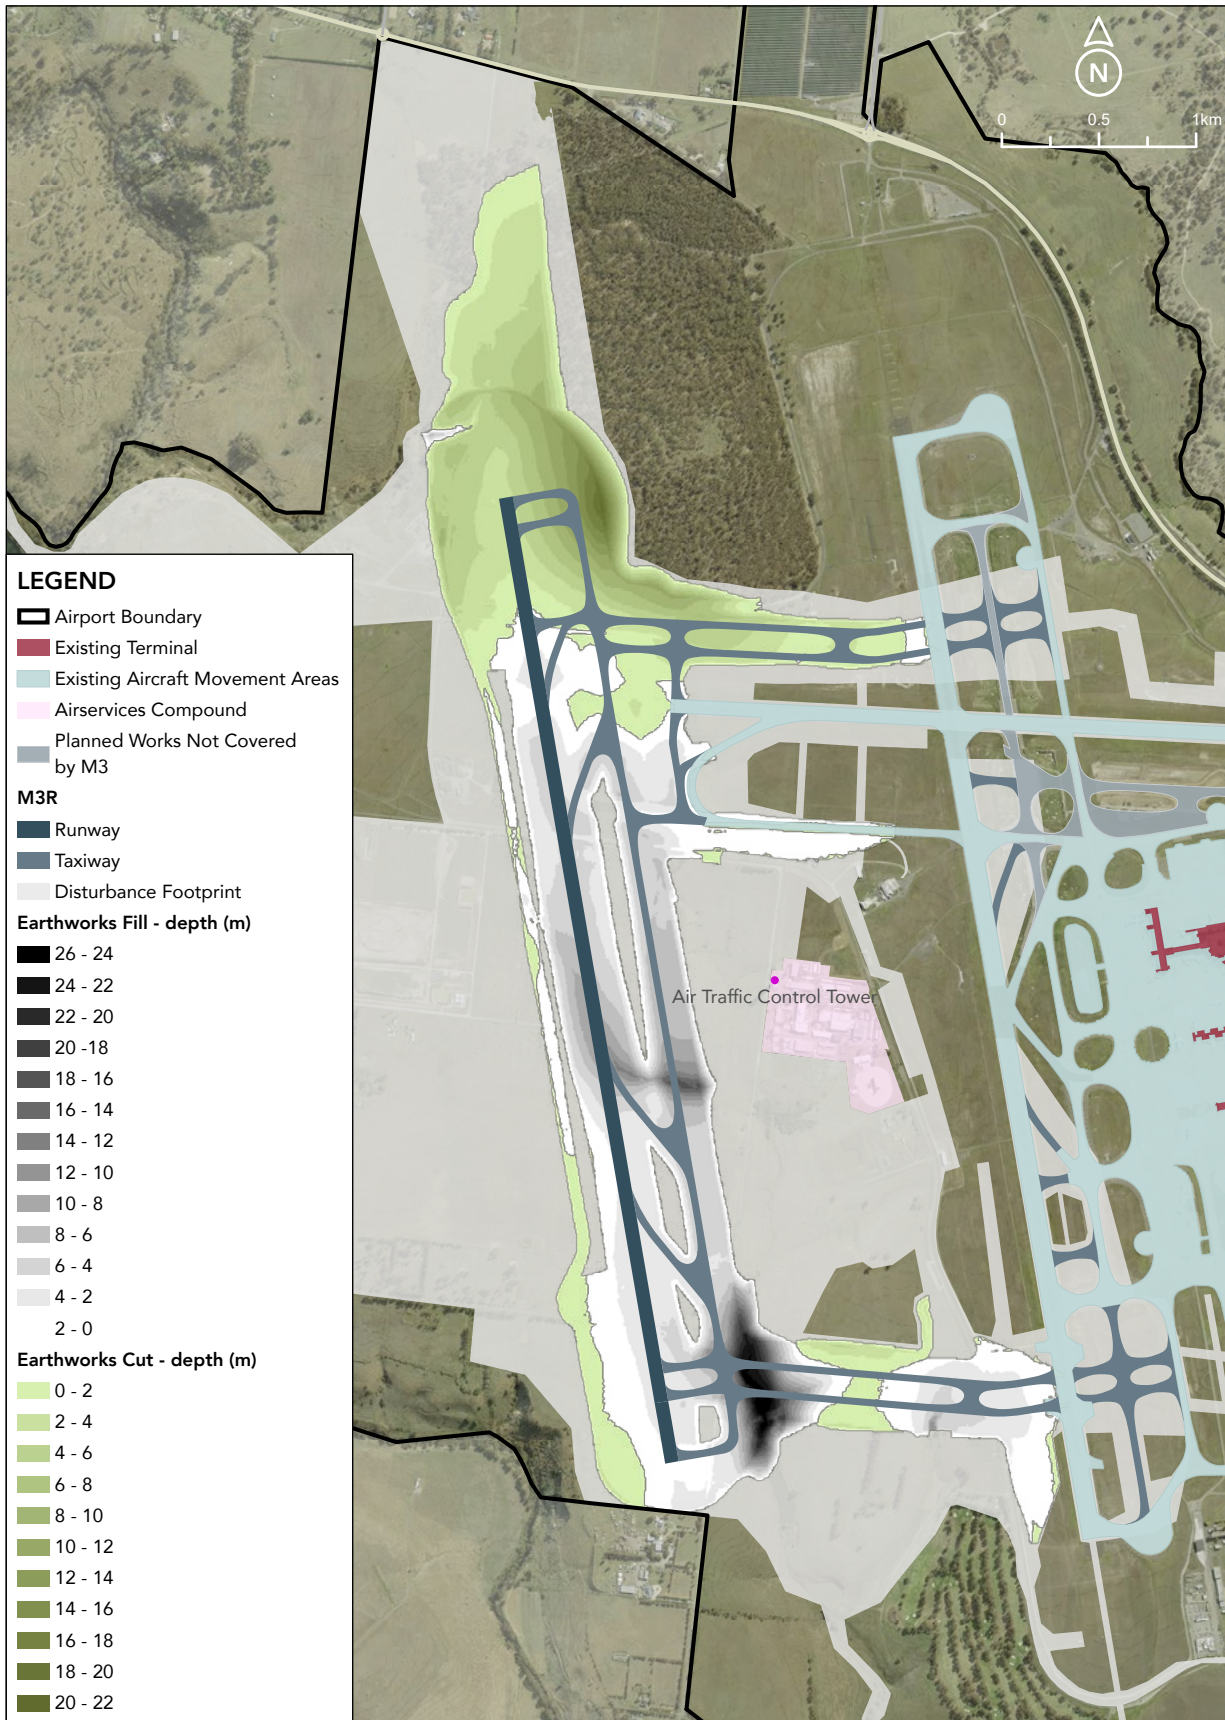 N
0 0.5 1km
LEGEND
Airport Boundary
Existing Terminal
Existing Aircraft Movement Areas
Airservices Compound
Planned Works Not Covered
by M3
M3R
Runway
Taxiway
Disturbance Footprint
Earthworks Fill - depth (m)
26 - 24
24 - 22
22 - 20
20 -18
18 - 16
16 - 14
14 - 12
12 - 10
10 - 8
8 - 6
6 - 4
4 - 2
2 - 0
Earthworks Cut - depth (m)
0 - 2
2 - 4
4 - 6
6 - 8
8 - 10
10 - 12
12 - 14
14 - 16
16 - 18
18 - 20
20 - 22
Air Traffic Control Tower